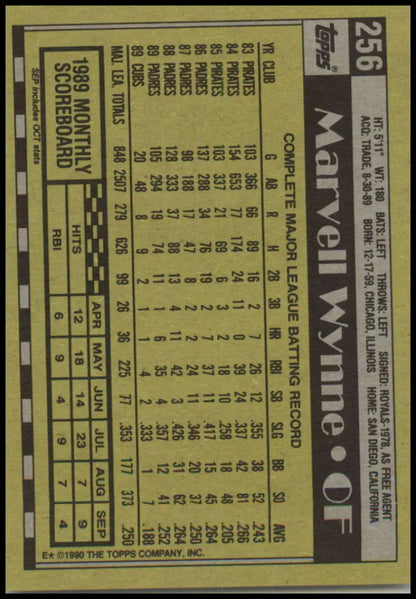 256
Topps
Marvell Wynne • OF
HT: 5'11" WT: 180 BATS: LEFT THROWS: LEFT SIGNED: ROYALS-1978, AS FREE AGENT
ACQ: TRADE, 8-30-89 BORN: 12-17-59, CHICAGO, ILLINOIS HOME: SAN DIEGO, CALIFORNIA
COMPLETE MAJOR LEAGUE BATTING RECORD
YR CLUB G AB R H 2B 3B HR RBI SB SLG BB SO AVG
83 PIRATES 103 366 66 89 16 2 7 26 12 .355 38 52 .243
84 PIRATES 154 653 77 174 24 11 0 39 24 .337 42 81 .266
85 PIRATES 103 337 21 69 6 3 2 18 10 .258 18 48 .205
86 PADRES 137 288 34 76 19 2 7 37 11 .417 15 45 .264
87 PADRES 98 188 17 47 8 2 2 24 11 .346 20 37 .250
88 PADRES 128 333 37 88 13 4 11 42 3 .426 31 62 .264
89 PADRES 105 294 19 74 11 1 6 35 4 .357 12 41 .252
89 CUBS 20 48 8 9 2 1 1 4 2 .333 1 7 .188
MAJ. LEA. TOTALS 848 2507 279 626 99 26 36 225 77 .353 177 373 .250
1989 MONTHLY
SCOREBOARD
APR MAY JUN JUL AUG SEP
HITS 12 18 14 23 7 9
RBI 6 9 4 9 7 4
SEP includes OCT stats
E* ©1990 THE TOPPS COMPANY, INC.